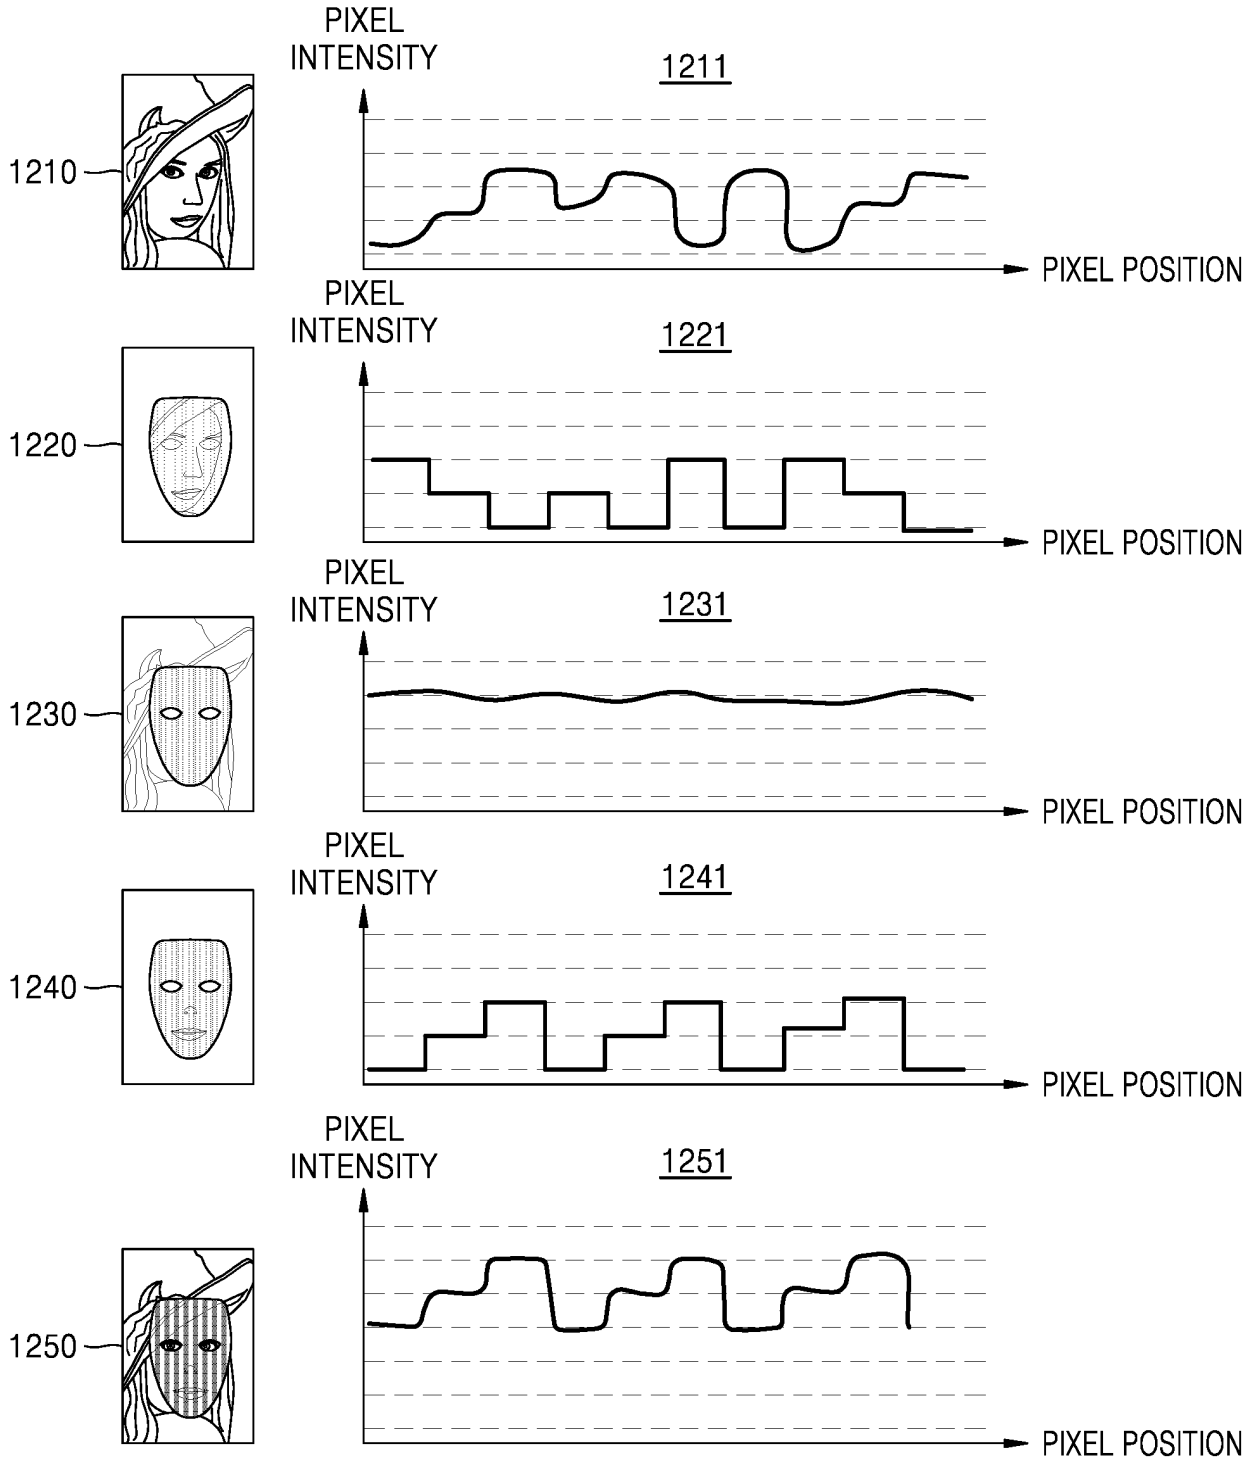 PIXEL
INTENSITY
1211
1210
PIXEL POSITION
PIXEL
INTENSITY
1221
1220
PIXEL POSITION
PIXEL
INTENSITY
1231
1230
PIXEL POSITION
PIXEL
INTENSITY
1241
1240
PIXEL POSITION
PIXEL
INTENSITY
1251
1250
PIXEL POSITION